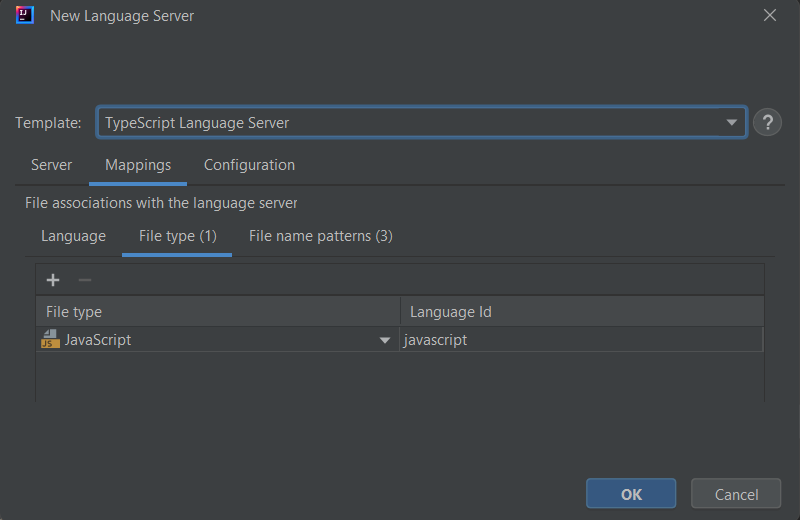 New Language Server
Template: TypeScript Language Server ?
Server Mappings Configuration
File associations with the language server
Language File type (1) File name patterns (3)
File type Language Id
JS JavaScript javascript
OK Cancel